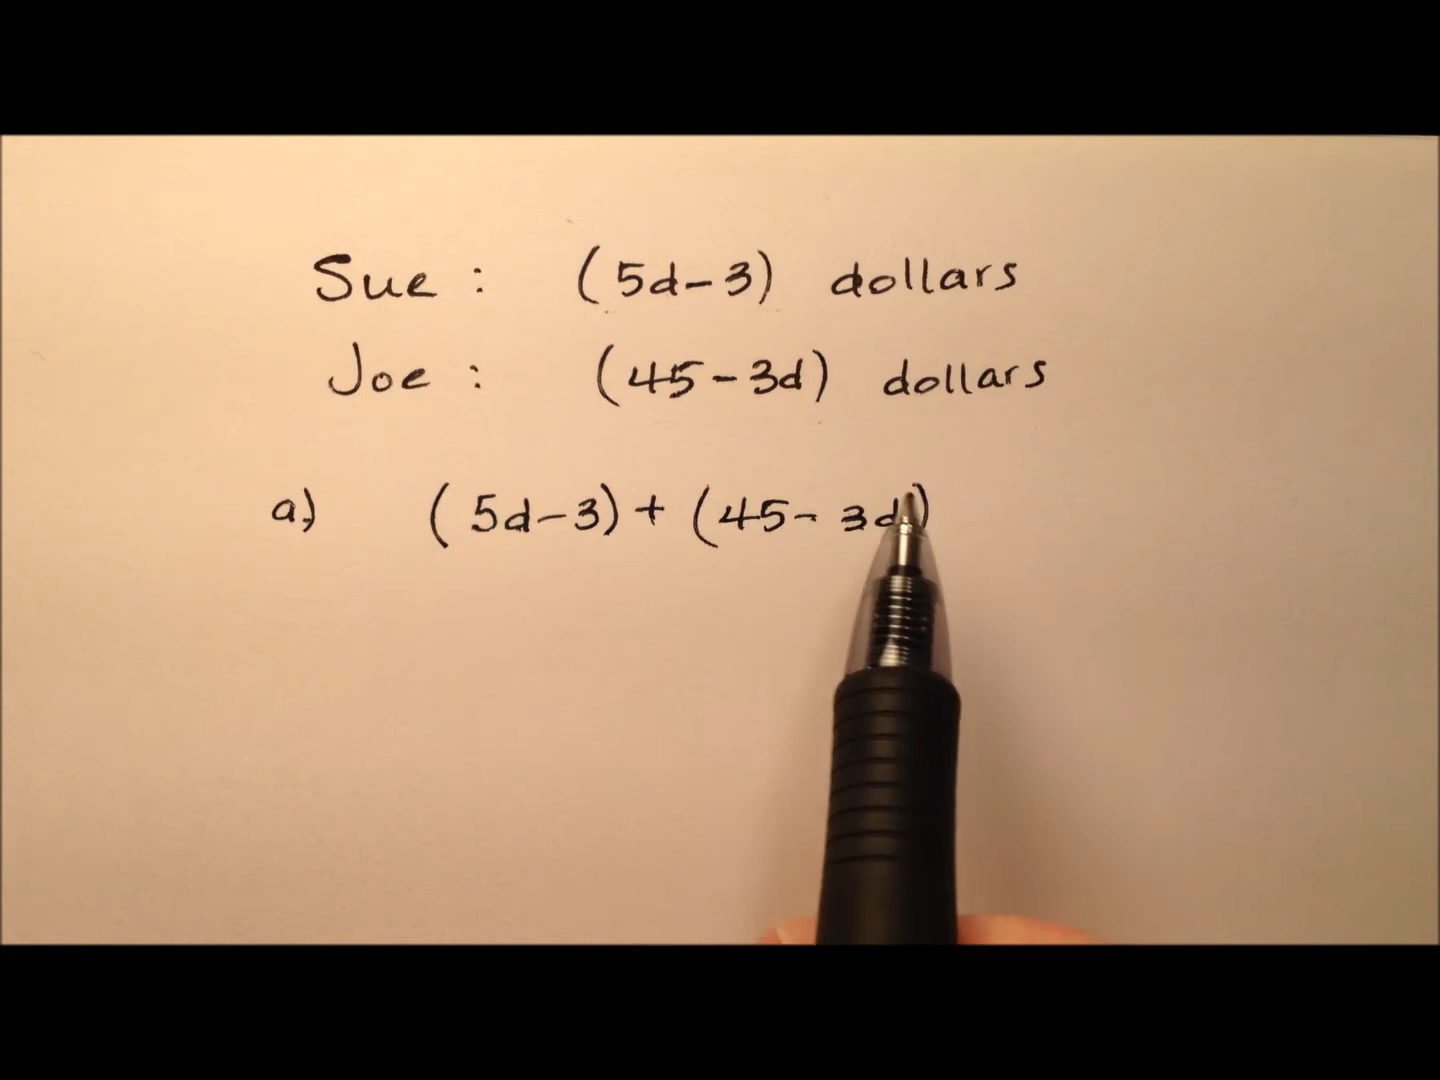 Sue : (5d-3) dollars
Joe : (45-3d) dollars
a) (5d-3)+(45-3d)